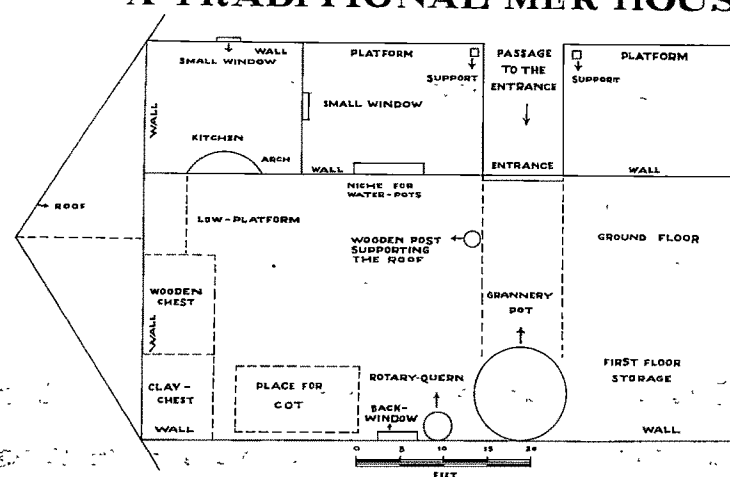 A TRADITIONAL MER HOUS
WALL
SMALL WINDOW
PLATFORM
SUPPORT
PASSAGE
TO THE
ENTRANCE
PLATFORM
SUPPORT
WALL
SMALL WINDOW
KITCHEN
ARCH
WALL
ENTRANCE
WALL
NICHE FOR
WATER-POTS
ROOF
LOW-PLATFORM
WOODEN POST
SUPPORTING
THE ROOF
GROUND FLOOR
WOODEN
CHEST
WALL
GRANNERY
POT
CLAY-
CHEST
WALL
PLACE FOR
COT
ROTARY-QUERN
BACK-
WINDOW
FIRST FLOOR
STORAGE
WALL
0 5 10 15 20
FEET